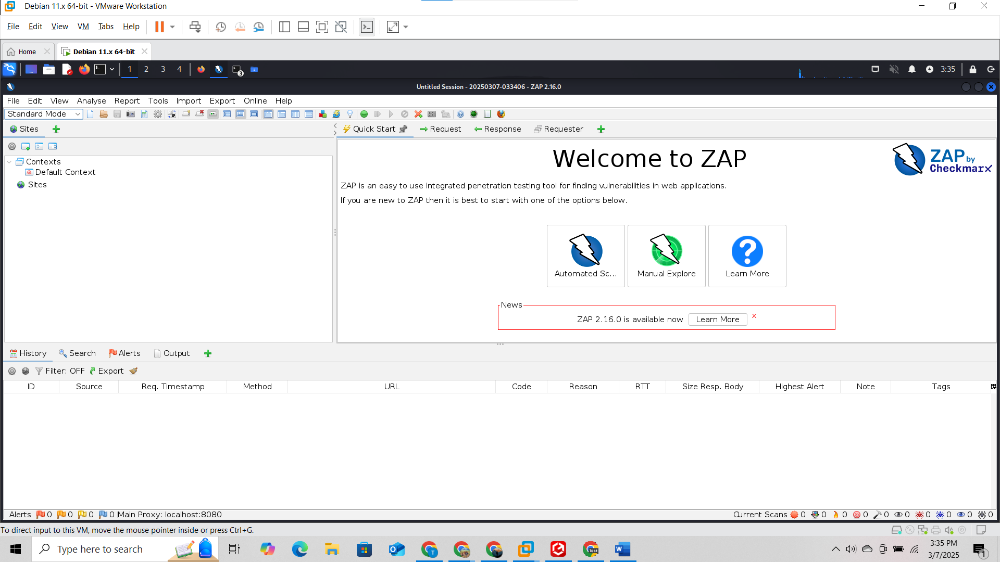 Debian 11.x 64-bit - VMware Workstation
File Edit View VM Tabs Help
Home Debian 11.x 64-bit
1 2 3 4 3 3:35
Untitled Session - 20250307-033406 - ZAP 2.16.0
File Edit View Analyse Report Tools Import Export Online Help
Standard Mode
Sites
Quick Start Request Response Requester
Contexts
Default Context
Sites
Welcome to ZAP
ZAP by
Checkmarx
ZAP is an easy to use integrated penetration testing tool for finding vulnerabilities in web applications.
If you are new to ZAP then it is best to start with one of the options below.
Automated Sc... Manual Explore Learn More
News
ZAP 2.16.0 is available now Learn More x
History Search Alerts Output
Filter: OFF Export
ID Source Req. Timestamp Method URL Code Reason RTT Size Resp. Body Highest Alert Note Tags
Alerts 0 0 0 0 Main Proxy: localhost:8080 Current Scans 0 0 0 0 0 0 0 0 0 0
To direct input to this VM, move the mouse pointer inside or press Ctrl+G.
Type here to search
3:35 PM
3/7/2025
1